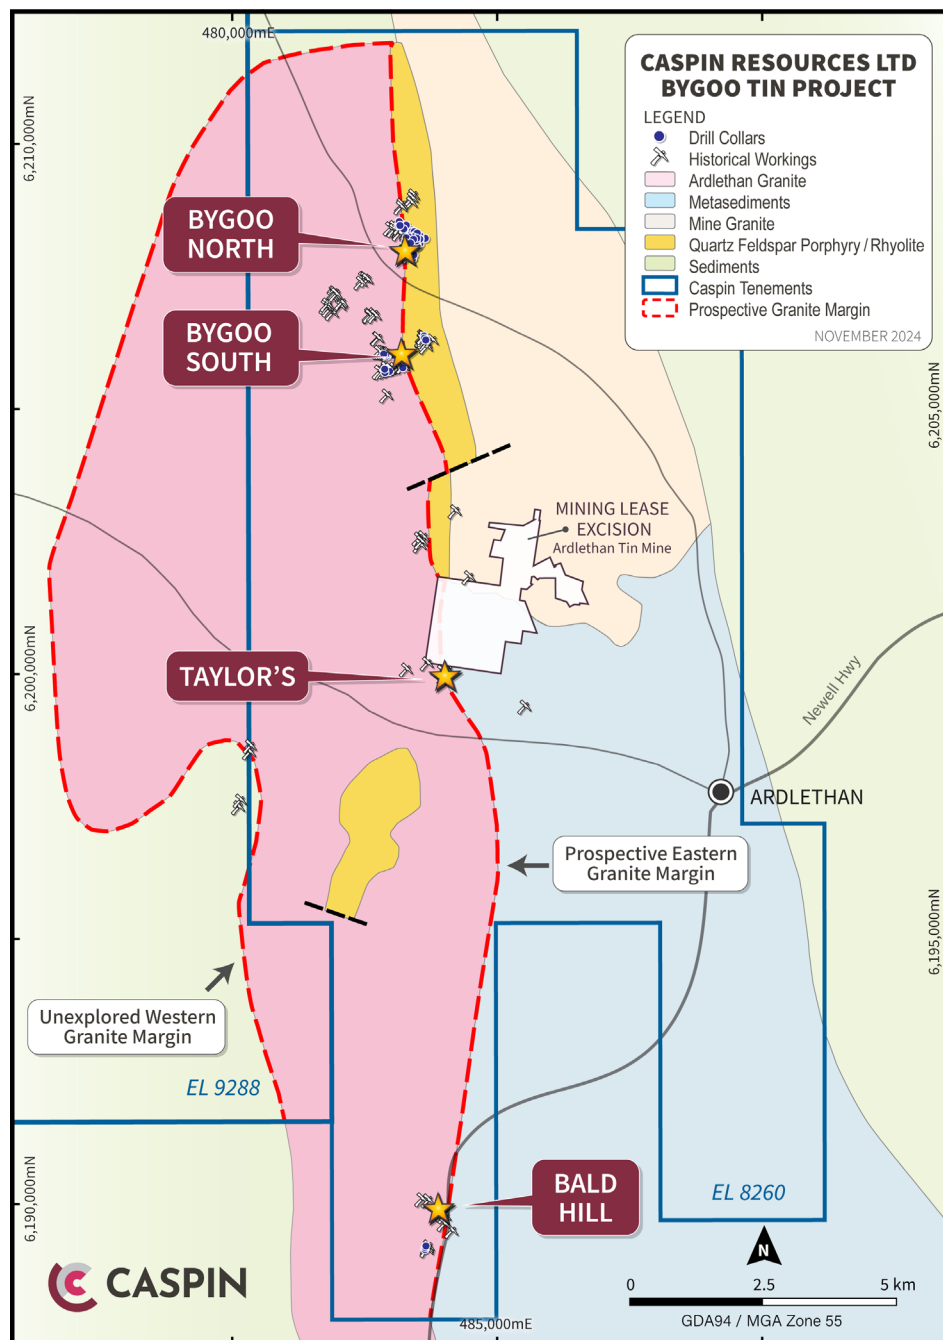 480,000mE
CASPIN RESOURCES LTD
BYGOO TIN PROJECT
LEGEND
Drill Collars
Historical Workings
Ardlethan Granite
Metasediments
Mine Granite
Quartz Feldspar Porphyry / Rhyolite
Sediments
Caspin Tenements
Prospective Granite Margin
NOVEMBER 2024
6,210,000mN
BYGOO
NORTH
BYGOO
SOUTH
6,205,000mN
MINING LEASE
EXCISION
Ardlethan Tin Mine
6,200,000mN
TAYLOR'S
Newell Hwy
ARDLETHAN
Prospective Eastern
Granite Margin
6,195,000mN
Unexplored Western
Granite Margin
EL 9288
BALD
HILL
EL 8260
6,190,000mN
N
CASPIN
0 2.5 5 km
GDA94 / MGA Zone 55
485,000mE